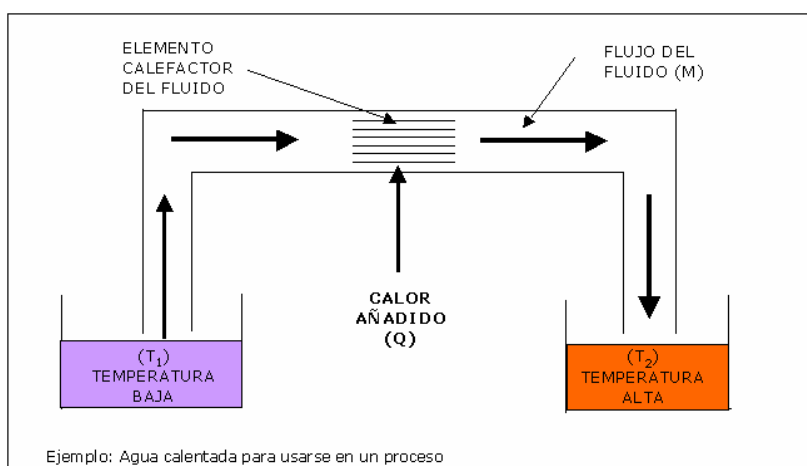 ELEMENTO
CALEFACTOR
DEL FLUIDO
FLUJO DEL
FLUIDO (M)
CALOR
AÑADIDO
(Q)
(T₁)
TEMPERATURA
BAJA
(T₂)
TEMPERATURA
ALTA
Ejemplo: Agua calentada para usarse en un proceso